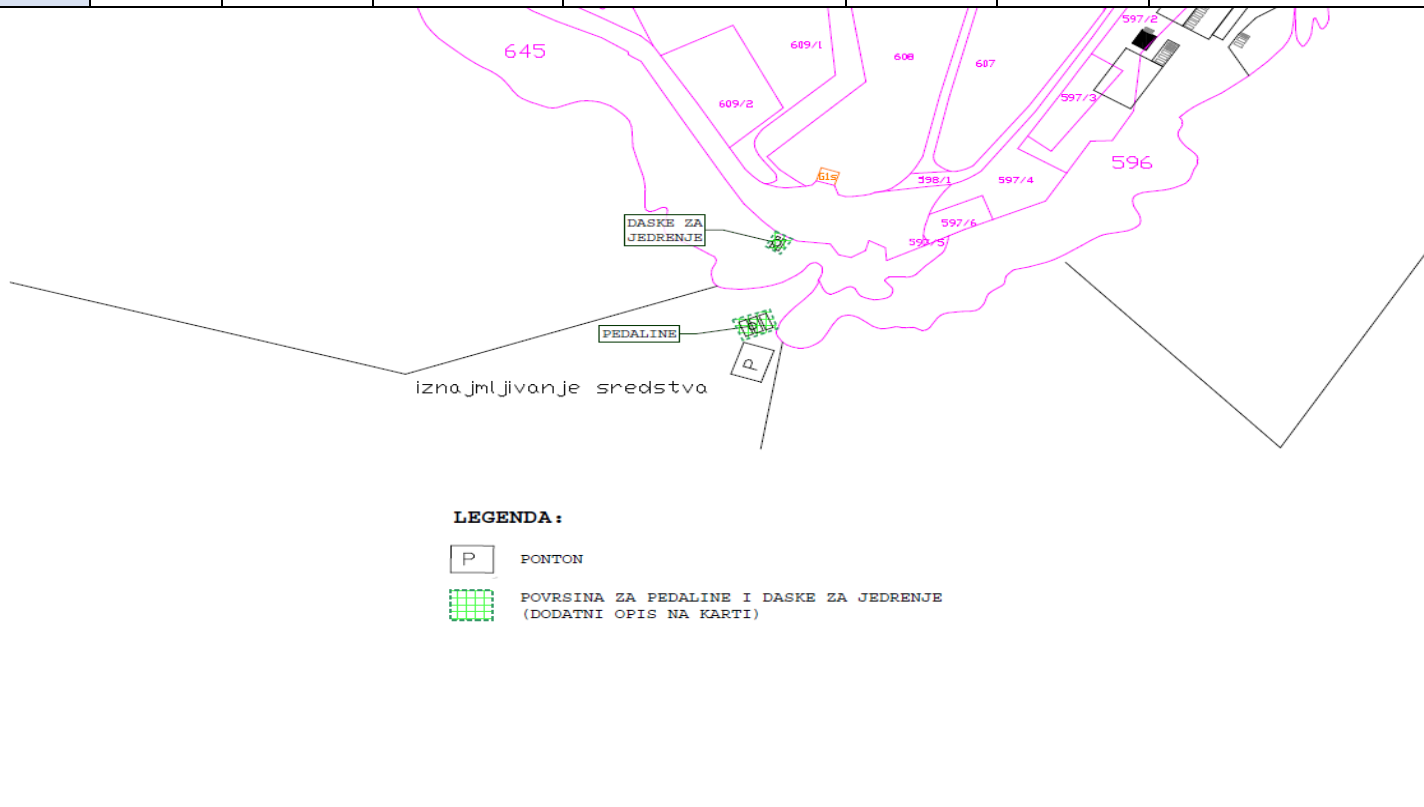 597/2
645
609/1
608
607
597/3
609/2
596
G1s
598/1
597/4
DASKE ZA
JEDRENJE
597/6
597/5
PEDALINE
P
P
iznajmljivanje sredstva
LEGENDA:
P PONTON
POVRSINA ZA PEDALINE I DASKE ZA JEDRENJE
(DODATNI OPIS NA KARTI)